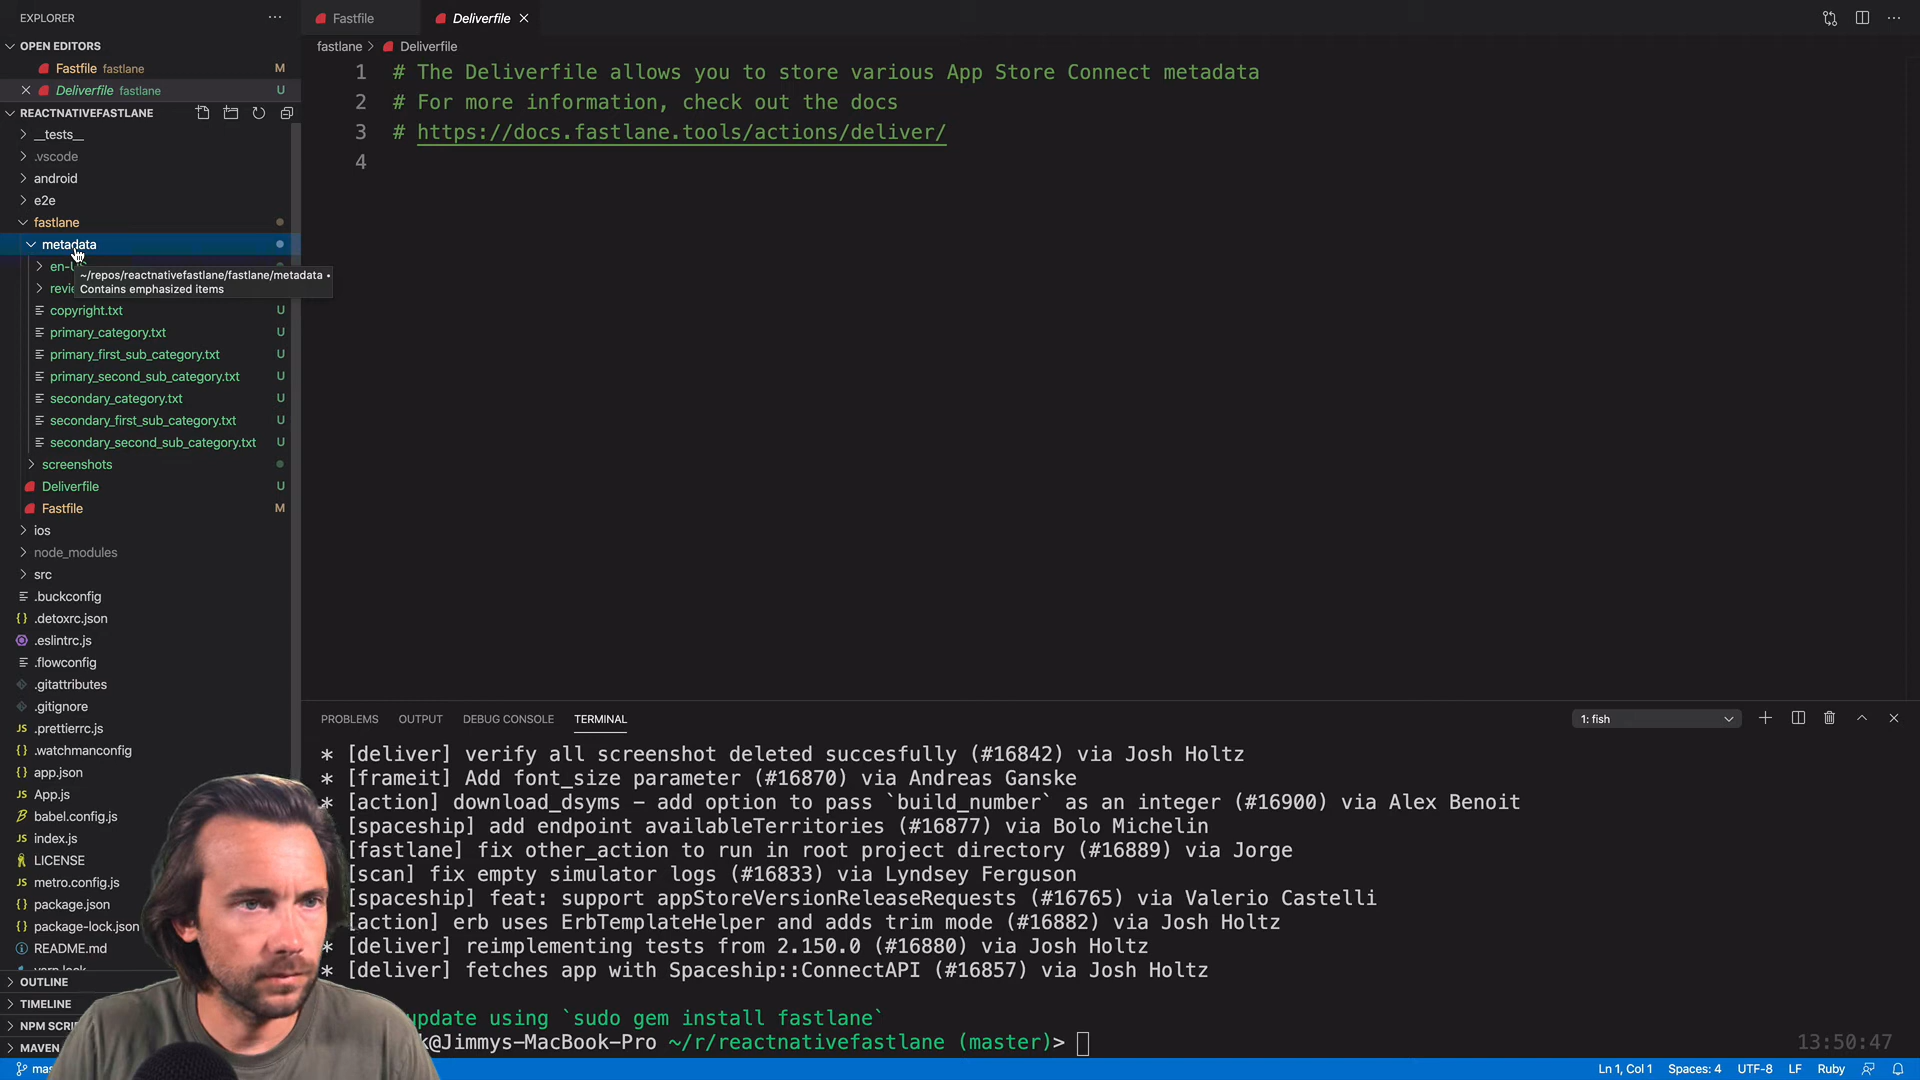 EXPLORER
Fastfile
Deliverfile
OPEN EDITORS
Fastfile fastlane M
Deliverfile fastlane U
REACTNATIVEFASTLANE
__tests__
.vscode
android
e2e
fastlane
metadata
en-
~/repos/reactnativefastlane/fastlane/metadata •
Contains emphasized items
revie
copyright.txt U
primary_category.txt U
primary_first_sub_category.txt U
primary_second_sub_category.txt U
secondary_category.txt U
secondary_first_sub_category.txt U
secondary_second_sub_category.txt U
screenshots
Deliverfile U
Fastfile M
ios
node_modules
src
.buckconfig
.detoxrc.json
.eslintrc.js
.flowconfig
.gitattributes
.gitignore
.prettierrc.js
.watchmanconfig
app.json
App.js
babel.config.js
index.js
LICENSE
metro.config.js
package.json
package-lock.json
README.md
OUTLINE
TIMELINE
NPM SCRI
MAVEN
mas
fastlane > Deliverfile
1 # The Deliverfile allows you to store various App Store Connect metadata
2 # For more information, check out the docs
3 # https://docs.fastlane.tools/actions/deliver/
4
PROBLEMS OUTPUT DEBUG CONSOLE TERMINAL 1: fish
* [deliver] verify all screenshot deleted succesfully (#16842) via Josh Holtz
* [frameit] Add font_size parameter (#16870) via Andreas Ganske
* [action] download_dsyms – add option to pass `build_number` as an integer (#16900) via Alex Benoit
[spaceship] add endpoint availableTerritories (#16877) via Bolo Michelin
[fastlane] fix other_action to run in root project directory (#16889) via Jorge
[scan] fix empty simulator logs (#16833) via Lyndsey Ferguson
[spaceship] feat: support appStoreVersionReleaseRequests (#16765) via Valerio Castelli
[action] erb uses ErbTemplateHelper and adds trim mode (#16882) via Josh Holtz
* [deliver] reimplementing tests from 2.150.0 (#16880) via Josh Holtz
* [deliver] fetches app with Spaceship::ConnectAPI (#16857) via Josh Holtz
update using `sudo gem install fastlane`
k@Jimmys-MacBook-Pro ~/r/reactnativefastlane (master)>
13:50:47
Ln 1, Col 1 Spaces: 4 UTF-8 LF Ruby